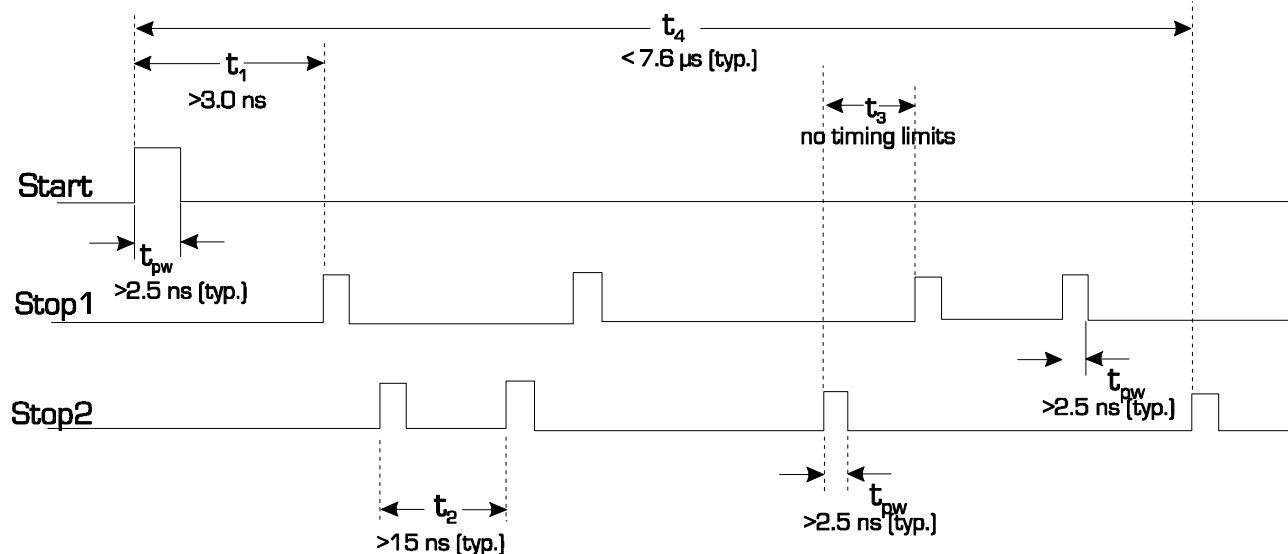 t4
< 7.6 µs (typ.)
t1
>3.0 ns
t3
no timing limits
Start
tpw
>2.5 ns (typ.)
Stop1
tpw
>2.5 ns (typ.)
Stop2
tpw
>2.5 ns (typ.)
t2
>15 ns (typ.)